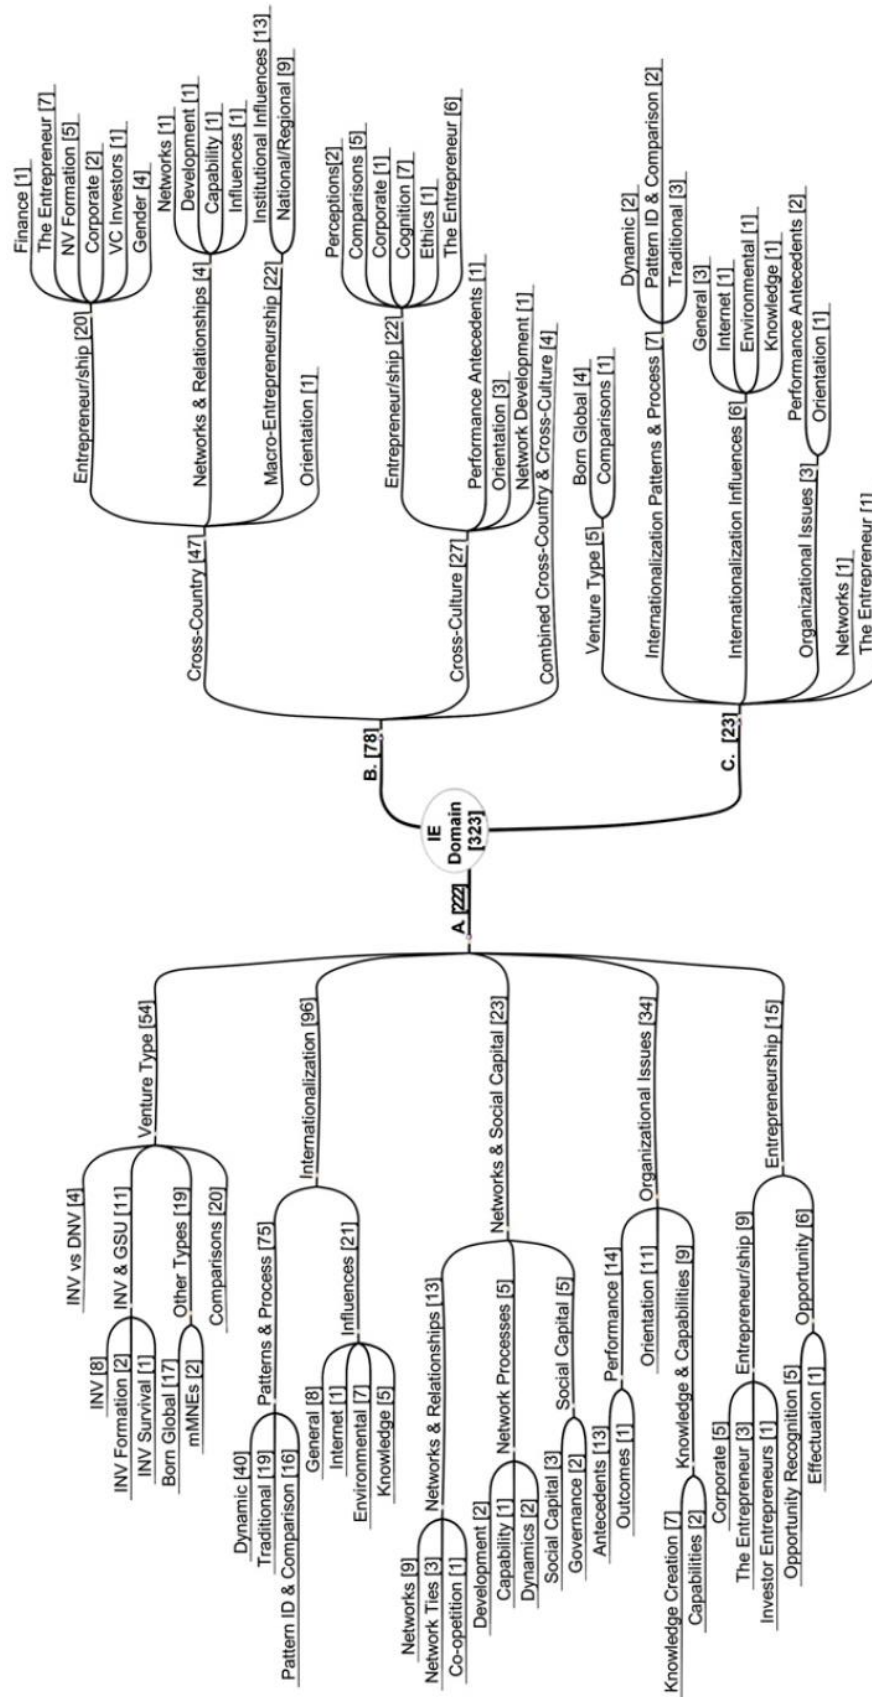 IE
Domain
[323]
A. [222]
Venture Type [54]
INV vs DNV [4]
INV & GSU [11]
INV [8]
INV Formation [2]
INV Survival [1]
Other Types [19]
Born Global [17]
mMNEs [2]
Comparisons [20]
Internationalization [96]
Patterns & Process [75]
Dynamic [40]
Traditional [19]
Pattern ID & Comparison [16]
Influences [21]
General [8]
Internet [1]
Environmental [7]
Knowledge [5]
Networks & Social Capital [23]
Networks & Relationships [13]
Networks [9]
Network Ties [3]
Co-opetition [1]
Network Processes [5]
Development [2]
Capability [1]
Dynamics [2]
Social Capital [5]
Social Capital [3]
Governance [2]
Organizational Issues [34]
Performance [14]
Antecedents [13]
Outcomes [1]
Orientation [11]
Knowledge & Capabilities [9]
Knowledge Creation [7]
Capabilities [2]
Entrepreneurship [15]
Entrepreneur/ship [9]
Corporate [5]
The Entrepreneur [3]
Investor Entrepreneurs [1]
Opportunity [6]
Opportunity Recognition [5]
Effectuation [1]
B. [78]
Cross-Country [47]
Entrepreneur/ship [20]
Finance [1]
The Entrepreneur [7]
NV Formation [5]
Corporate [2]
VC Investors [1]
Gender [4]
Networks & Relationships [4]
Networks [1]
Development [1]
Capability [1]
Influences [1]
Macro-Entrepreneurship [22]
Institutional Influences [13]
National/Regional [9]
Orientation [1]
Cross-Culture [27]
Entrepreneur/ship [22]
Perceptions[2]
Comparisons [5]
Corporate [1]
Cognition [7]
Ethics [1]
The Entrepreneur [6]
Performance Antecedents [1]
Orientation [3]
Network Development [1]
Combined Cross-Country & Cross-Culture [4]
C. [23]
Venture Type [5]
Born Global [4]
Comparisons [1]
Internationalization Patterns & Process [7]
Dynamic [2]
Pattern ID & Comparison [2]
Traditional [3]
Internationalization Influences [6]
General [3]
Internet [1]
Environmental [1]
Knowledge [1]
Organizational Issues [3]
Performance Antecedents [2]
Orientation [1]
Networks [1]
The Entrepreneur [1]